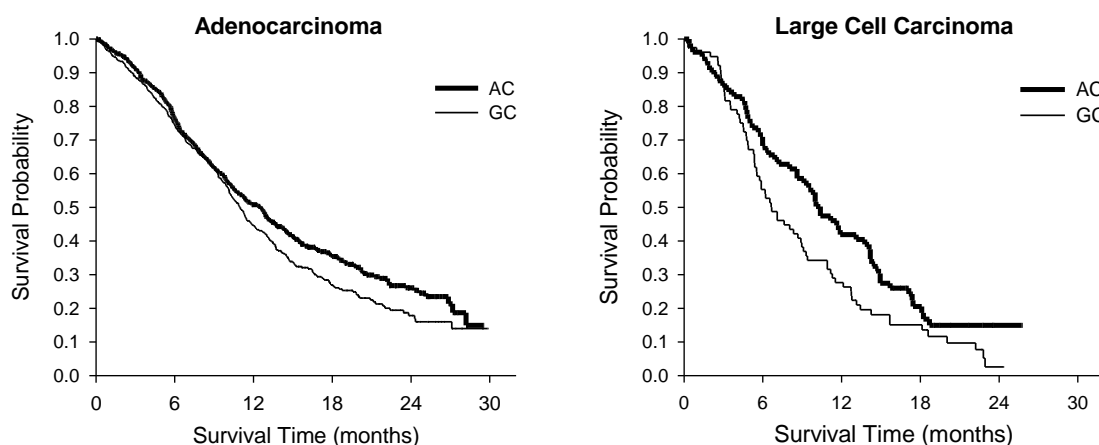 Adenocarcinoma
Survival Probability
1.0
0.9
0.8
0.7
0.6
0.5
0.4
0.3
0.2
0.1
0.0
AC
GC
0 6 12 18 24 30
Survival Time (months)
Large Cell Carcinoma
Survival Probability
1.0
0.9
0.8
0.7
0.6
0.5
0.4
0.3
0.2
0.1
0.0
AC
GC
0 6 12 18 24 30
Survival Time (months)